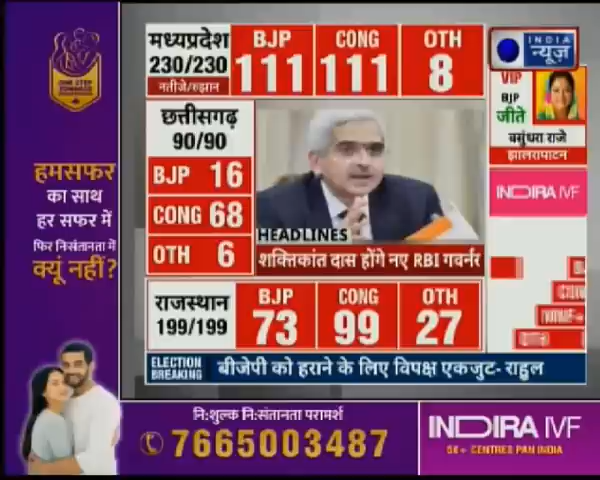 ONE STEP
हमसफर
का साथ
हर सफर में
फिर निसंतानता में
क्यूं नहीं?
मध्यप्रदेश
230/230
नतीजे/रुझान
BJP
111
CONG
111
OTH
8
INDIA
न्यूज़
VIP
BJP
जीते
वसुंधरा राजे
झालरापाटन
छत्तीसगढ़
90/90
BJP 16
CONG 68
OTH 6
HEADLINES
शक्तिकांत दास होंगे नए RBI गवर्नर
INDIRA IVF
राजस्थान
199/199
BJP
73
CONG
99
OTH
27
ELECTION
BREAKING
बीजेपी को हराने के लिए विपक्ष एकजुट- राहुल
नि:शुल्क नि:संतानता परामर्श
7665003487
INDIRA IVF
50+ CENTRES PAN INDIA